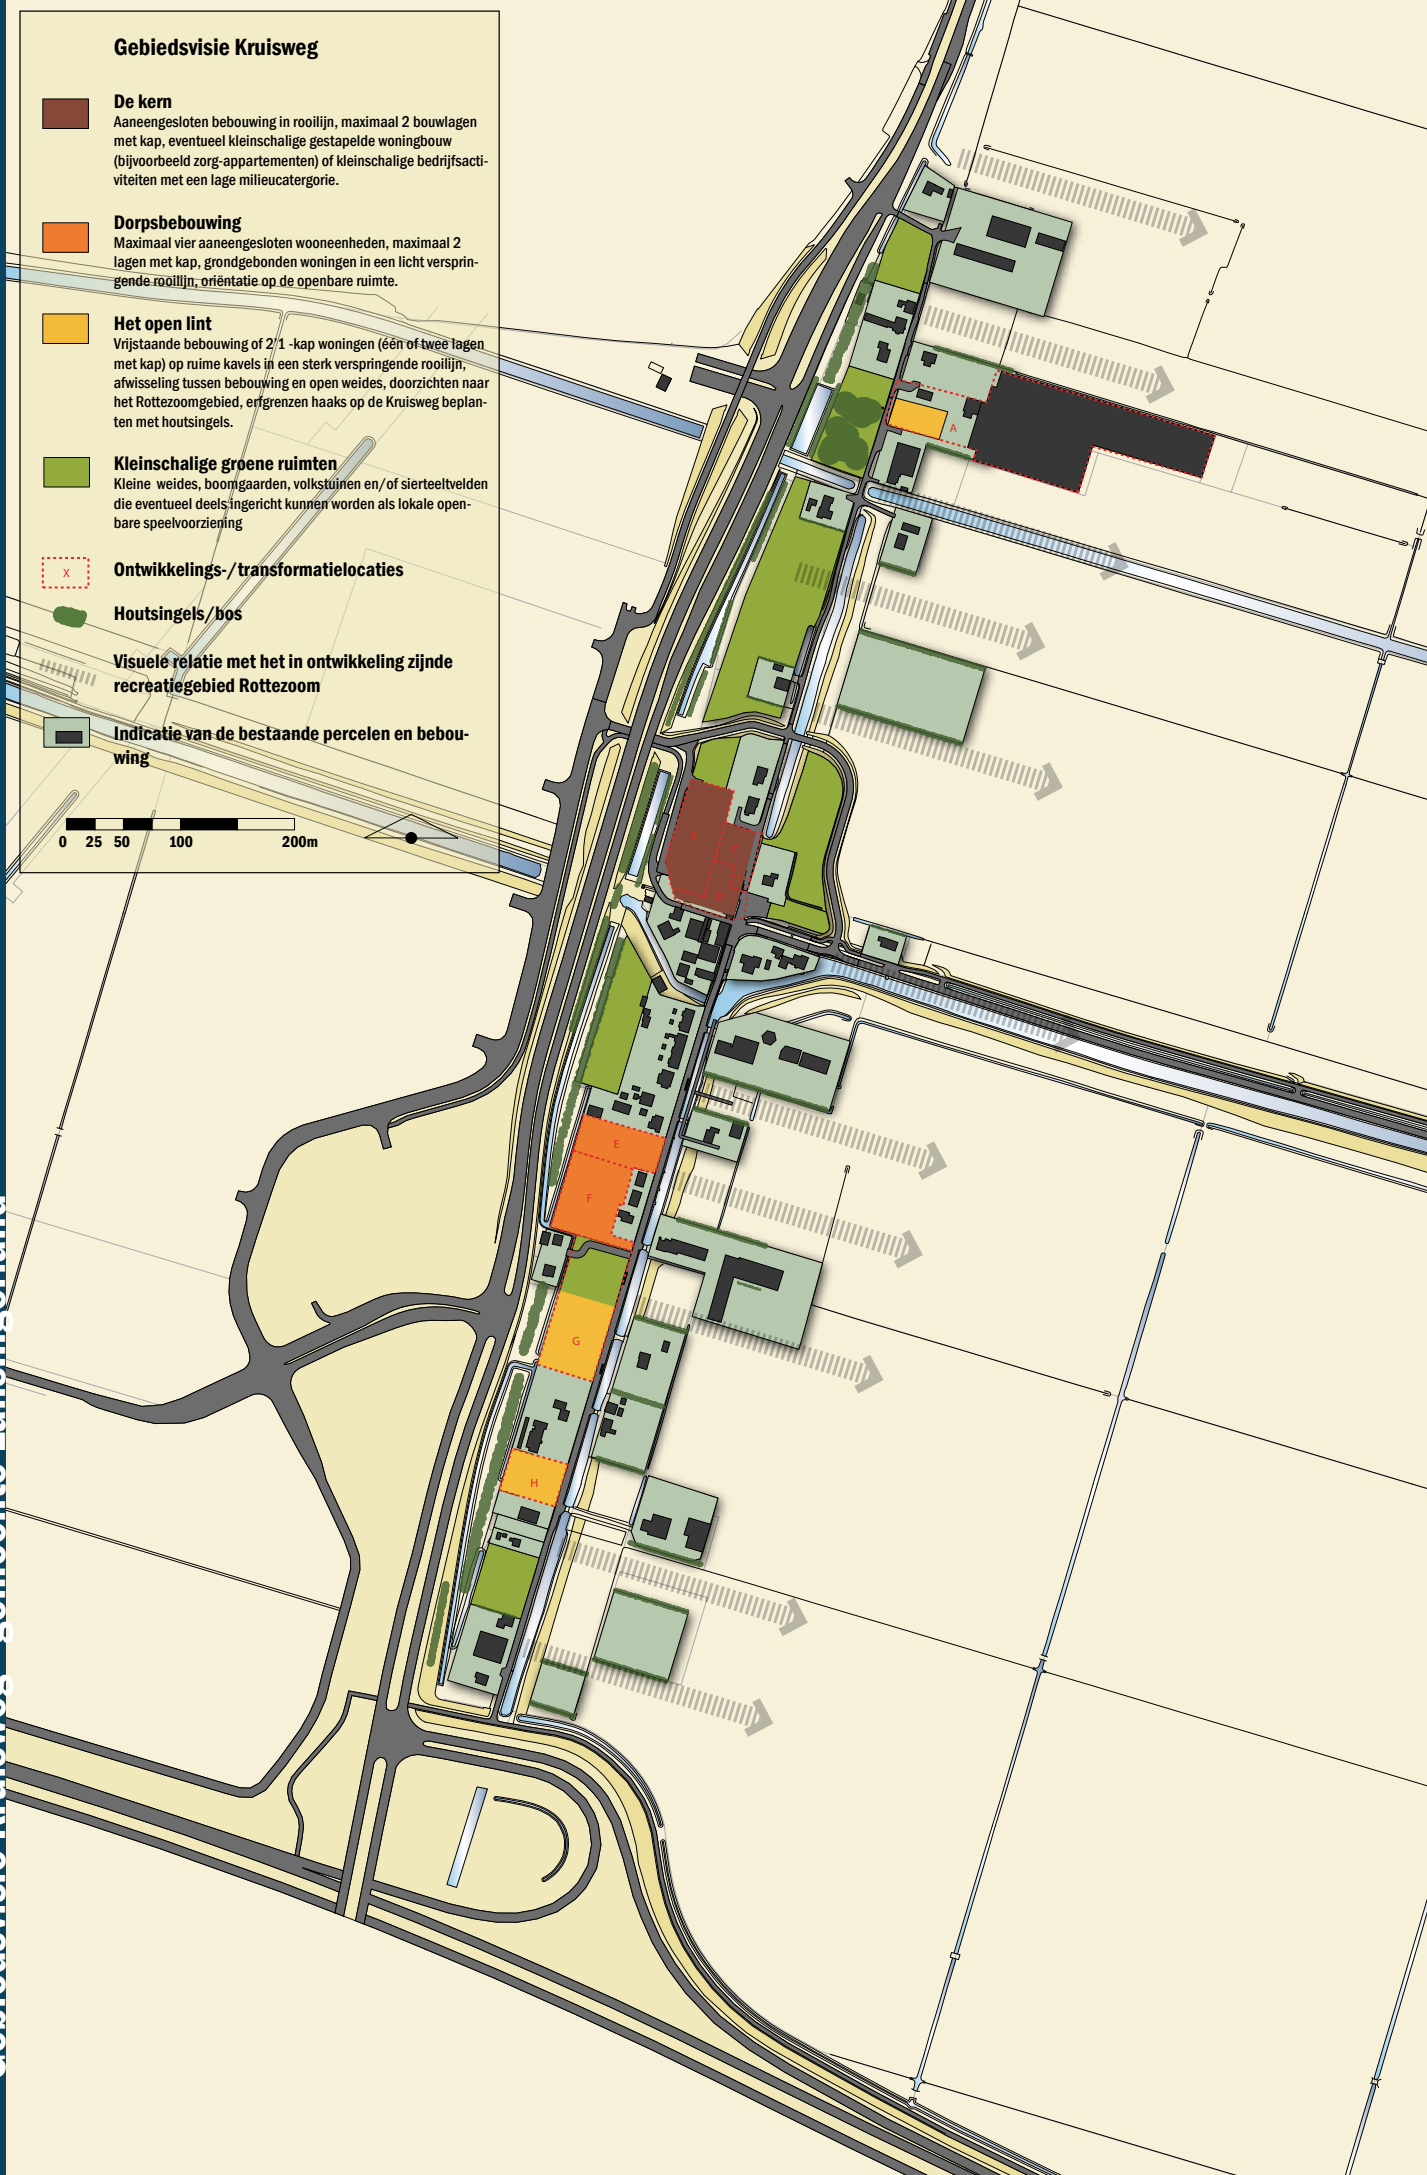 Gebiedsvisie Kruisweg
De kern
Aaneengesloten bebouwing in rooilijn, maximaal 2 bouwlagen
met kap, eventueel kleinschalige gestapelde woningbouw
(bijvoorbeeld zorg-appartementen) of kleinschalige bedrijfsacti-
viteiten met een lage milieucatergorie.
Dorpsbebouwing
Maximaal vier aaneengesloten wooneenheden, maximaal 2
lagen met kap, grondgebonden woningen in een licht versprin-
gende rooilijn, oriëntatie op de openbare ruimte.
Het open lint
Vrijstaande bebouwing of 2^1 -kap woningen (één of twee lagen
met kap) op ruime kavels in een sterk verspringende rooilijn,
afwisseling tussen bebouwing en open weides, doorzichten naar
het Rottezoomgebied, erfgrenzen haaks op de Kruisweg beplan-
ten met houtsingels.
Kleinschalige groene ruimten
Kleine weides, boomgaarden, volkstuinen en/of sierteeltvelden
die eventueel deels ingericht kunnen worden als lokale open-
bare speelvoorziening
X
Ontwikkelings-/transformatielocaties
Houtsingels/bos
Visuele relatie met het in ontwikkeling zijnde
recreatiegebied Rottezoom
Indicatie van de bestaande percelen en bebou-
wing
0 25 50 100 200m
A
B
C
D
E
F
G
H